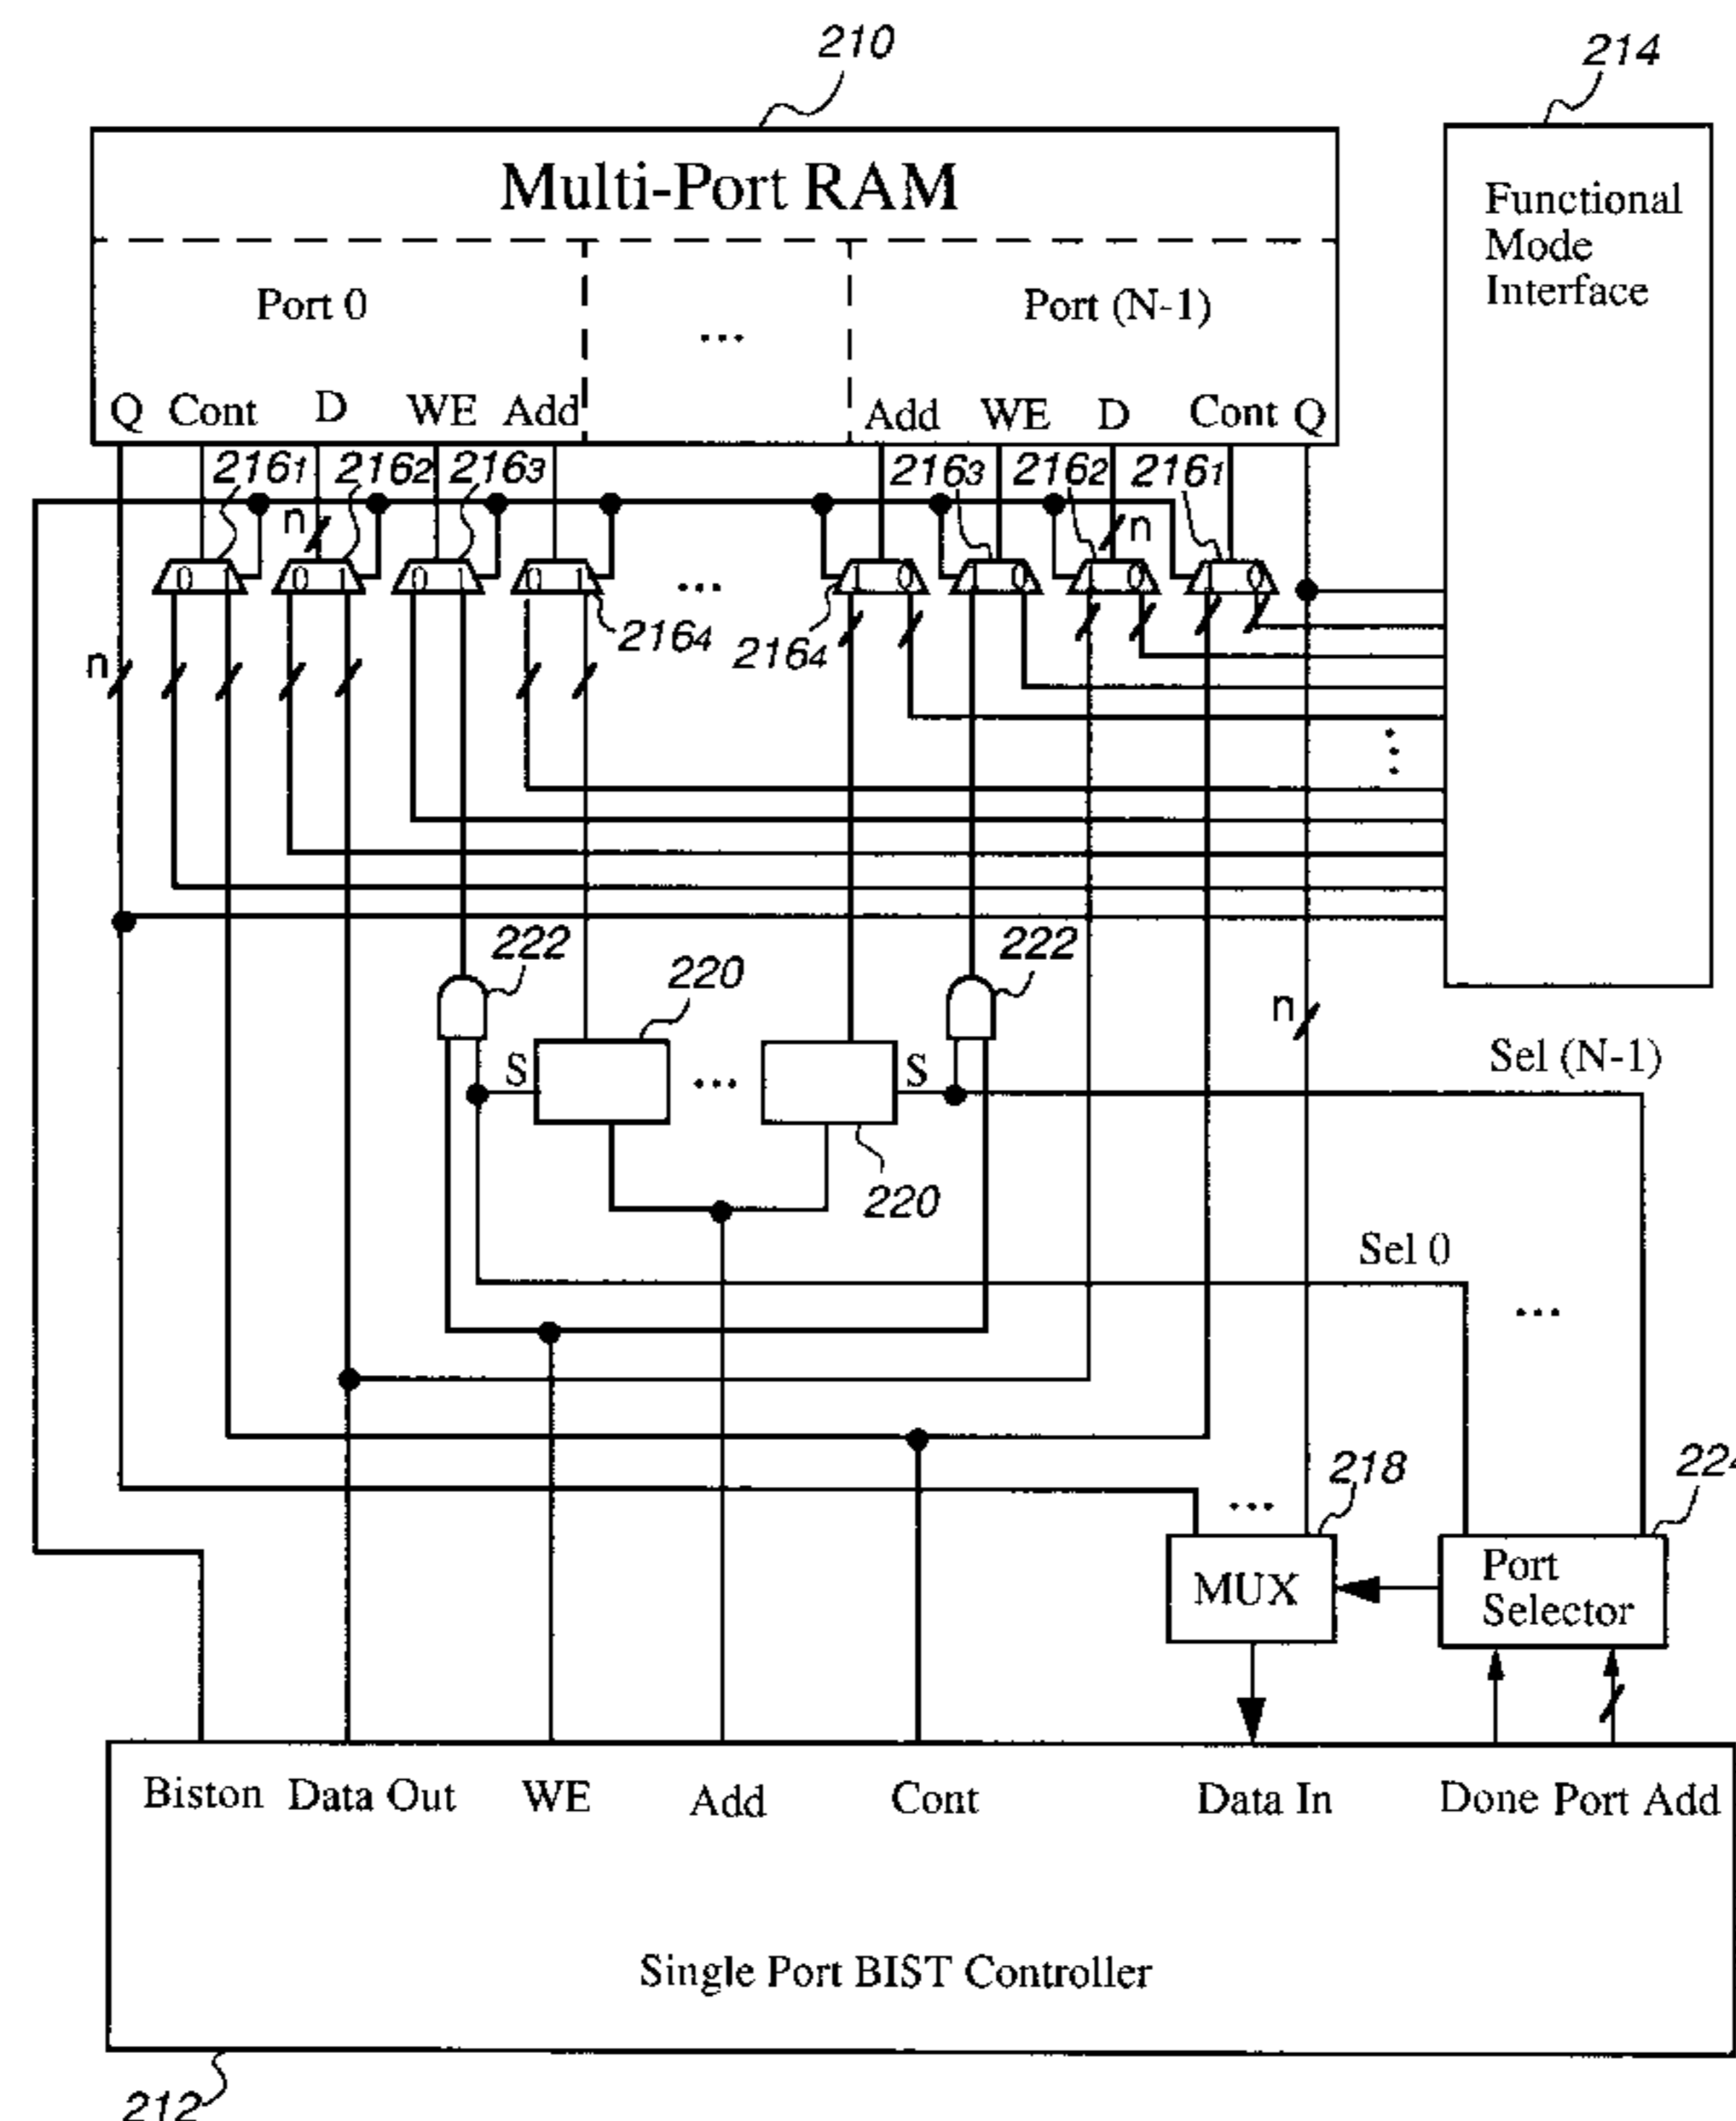 210
214
Multi-Port RAM
Functional
Mode
Interface
Port 0
...
Port (N-1)
Q Cont D WE Add
Add WE D Cont Q
2161 2162 2163
2163 2162 2161
n
n
0 1 0 1 0 1 0 1
...
1 0 1 0 1 0 1 0
2164
2164
n
222
220
222
n
S
...
S
Sel (N-1)
220
Sel 0
...
218
224
...
MUX
Port
Selector
Biston Data Out WE Add Cont Data In Done Port Add
Single Port BIST Controller
212